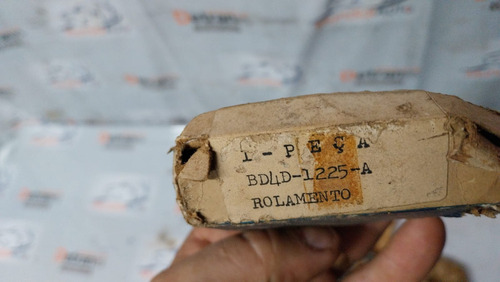 1 - PEÇA
BD4D-1225-A
ROLAMENTO